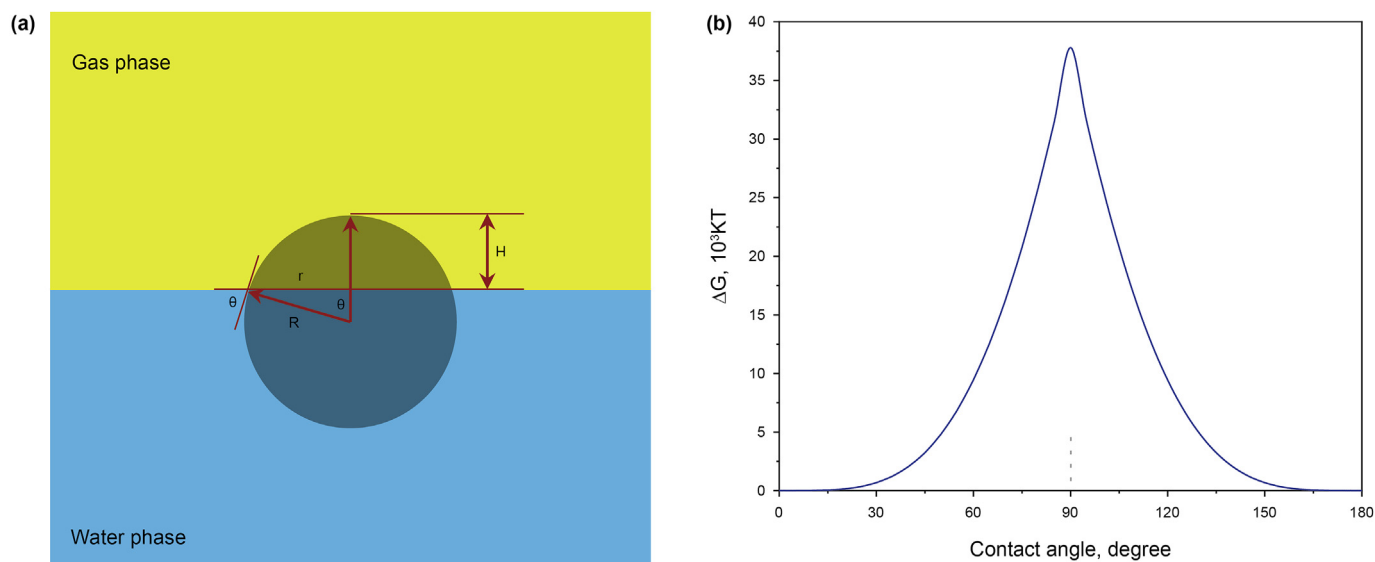 (a)
Gas phase
H
r
θ
θ
R
Water phase
(b)
40
35
30
25
20
15
10
5
0
ΔG, 10³KT
0
30
60
90
120
150
180
Contact angle, degree